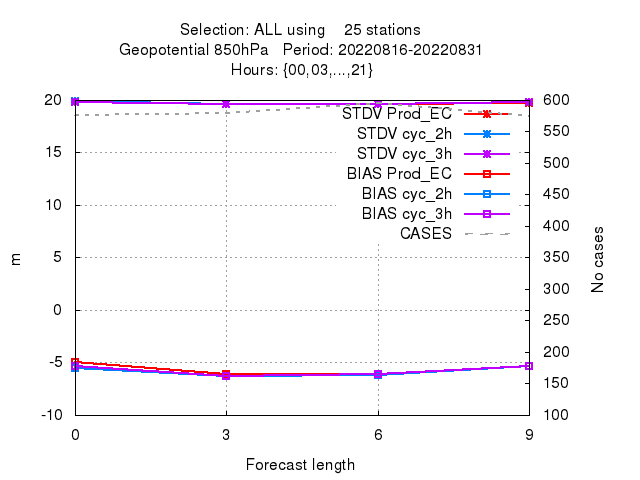 Selection: ALL using    25 stations
Geopotential 850hPa   Period: 20220816-20220831
Hours: {00,03,...,21}
20
15
10
5
0
-5
-10
m
STDV Prod_EC
STDV cyc_2h
STDV cyc_3h
BIAS Prod_EC
BIAS cyc_2h
BIAS cyc_3h
CASES
600
550
500
450
400
350
300
250
200
150
100
No cases
0
3
6
9
Forecast length